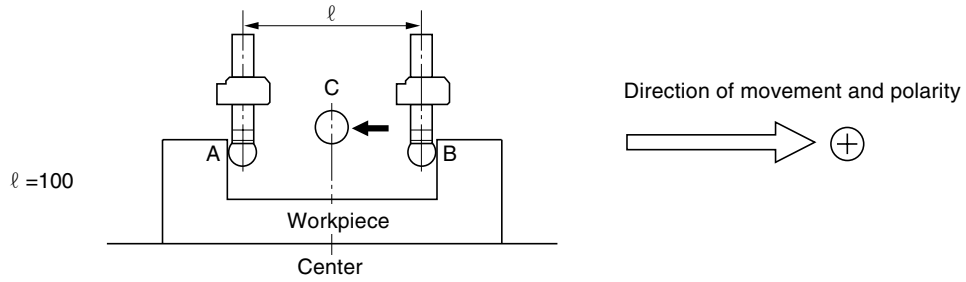 ℓ
C
Direction of movement and polarity
A
B
ℓ =100
Workpiece
Center